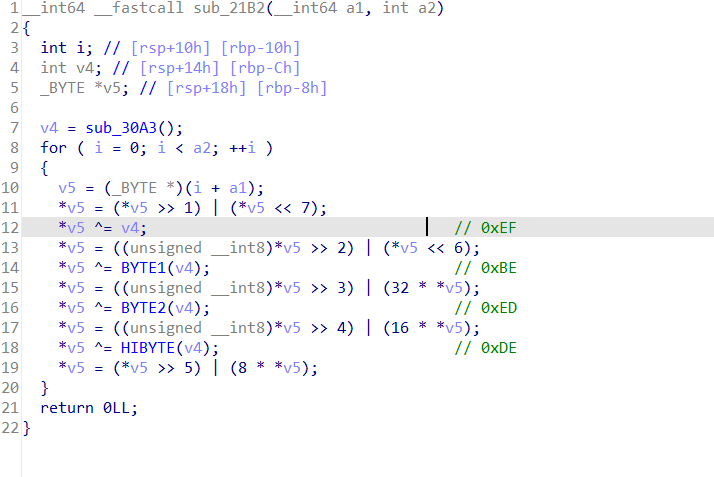 1 __int64 __fastcall sub_21B2(__int64 a1, int a2)
2 {
3   int i; // [rsp+10h] [rbp-10h]
4   int v4; // [rsp+14h] [rbp-Ch]
5   _BYTE *v5; // [rsp+18h] [rbp-8h]
6
7   v4 = sub_30A3();
8   for ( i = 0; i < a2; ++i )
9   {
10     v5 = (_BYTE *)(i + a1);
11     *v5 = (*v5 >> 1) | (*v5 << 7);
12     *v5 ^= v4;                                  // 0xEF
13     *v5 = ((unsigned __int8)*v5 >> 2) | (*v5 << 6);
14     *v5 ^= BYTE1(v4);                           // 0xBE
15     *v5 = ((unsigned __int8)*v5 >> 3) | (32 * *v5);
16     *v5 ^= BYTE2(v4);                           // 0xED
17     *v5 = ((unsigned __int8)*v5 >> 4) | (16 * *v5);
18     *v5 ^= HIBYTE(v4);                          // 0xDE
19     *v5 = (*v5 >> 5) | (8 * *v5);
20   }
21   return 0LL;
22 }